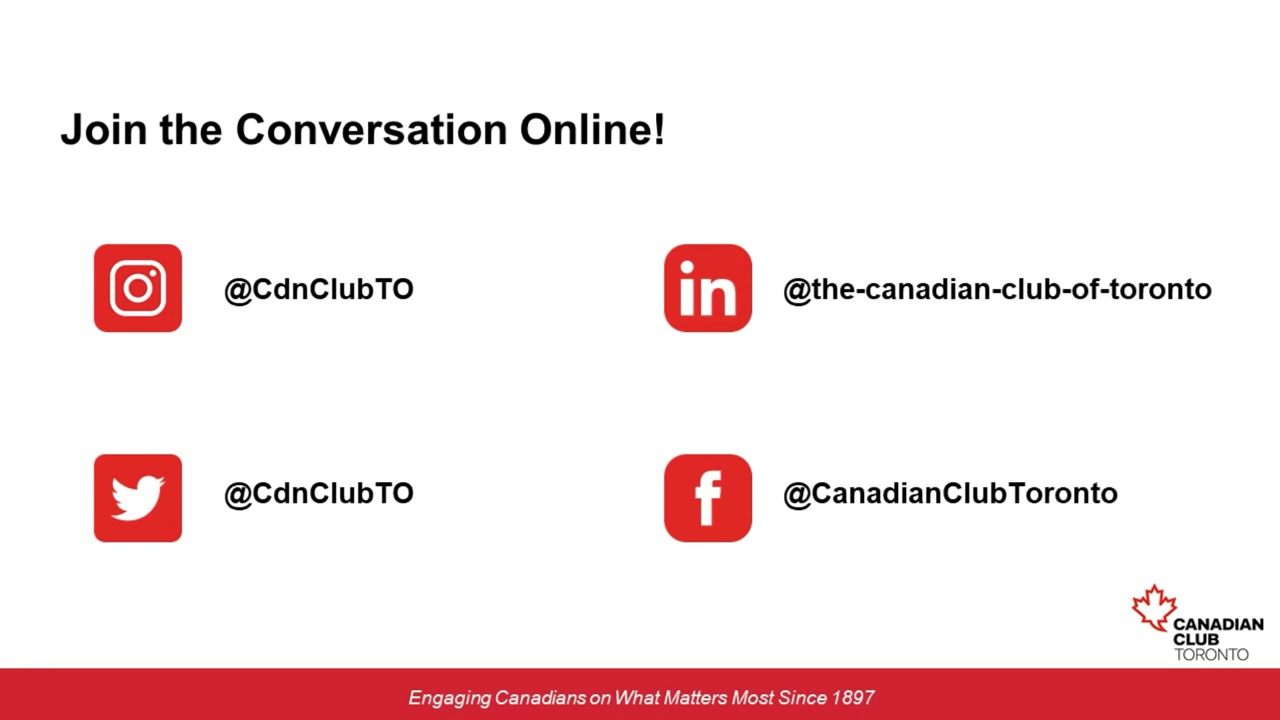 Join the Conversation Online!
@CdnClubTO
@the-canadian-club-of-toronto
@CdnClubTO
@CanadianClubToronto
CANADIAN
CLUB
TORONTO
Engaging Canadians on What Matters Most Since 1897